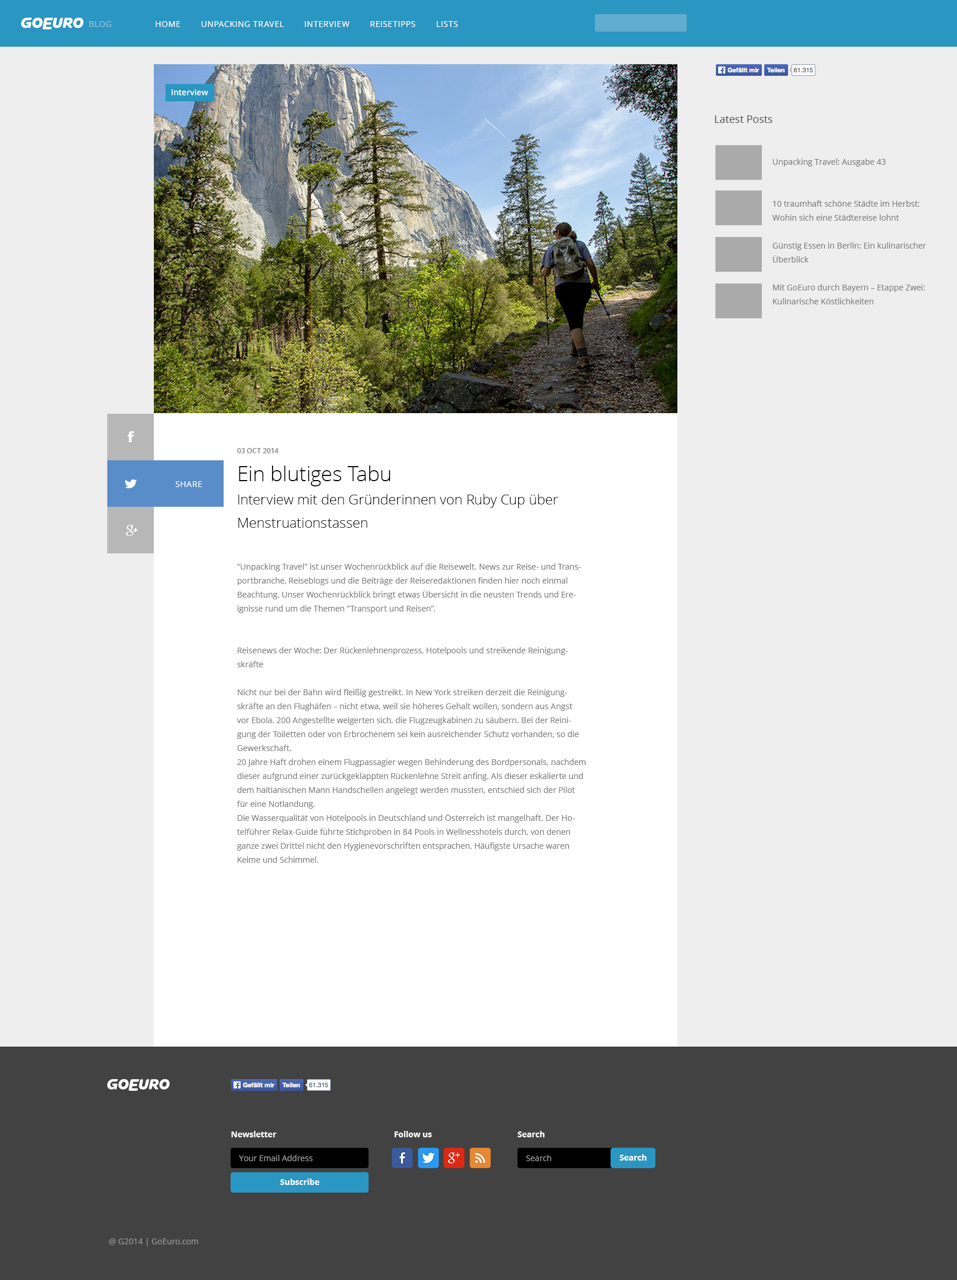 GOEURO BLOG
HOME UNPACKING TRAVEL INTERVIEW REISETIPPS LISTS
Interview
Gefällt mir Teilen 61.315
Latest Posts
Unpacking Travel: Ausgabe 43
10 traumhaft schöne Städte im Herbst:
Wohin sich eine Städtereise lohnt
Günstig Essen in Berlin: Ein kulinarischer
Überblick
Mit GoEuro durch Bayern – Etappe Zwei:
Kulinarische Köstlichkeiten
f
SHARE
g+
03 OCT 2014
Ein blutiges Tabu
Interview mit den Gründerinnen von Ruby Cup über
Menstruationstassen
"Unpacking Travel" ist unser Wochenrückblick auf die Reisewelt. News zur Reise- und Trans-
portbranche, Reiseblogs und die Beiträge der Reiseredaktionen finden hier noch einmal
Beachtung. Unser Wochenrückblick bringt etwas Übersicht in die neusten Trends und Ere-
ignisse rund um die Themen "Transport und Reisen".
Reisenews der Woche: Der Rückenlehnenprozess, Hotelpools und streikende Reinigung-
skräfte
Nicht nur bei der Bahn wird fleißig gestreikt. In New York streiken derzeit die Reinigung-
skräfte an den Flughäfen – nicht etwa, weil sie höheres Gehalt wollen, sondern aus Angst
vor Ebola. 200 Angestellte weigerten sich, die Flugzeugkabinen zu säubern. Bei der Reini-
gung der Toiletten oder von Erbrochenem sei kein ausreichender Schutz vorhanden, so die
Gewerkschaft.
20 Jahre Haft drohen einem Flugpassagier wegen Behinderung des Bordpersonals, nachdem
dieser aufgrund einer zurückgeklappten Rückenlehne Streit anfing. Als dieser eskalierte und
dem haitianischen Mann Handschellen angelegt werden mussten, entschied sich der Pilot
für eine Notlandung.
Die Wasserqualität von Hotelpools in Deutschland und Österreich ist mangelhaft. Der Ho-
telführer Relax-Guide führte Stichproben in 84 Pools in Wellnesshotels durch, von denen
ganze zwei Drittel nicht den Hygienevorschriften entsprachen. Häufigste Ursache waren
Keime und Schimmel.
GOEURO
Gefällt mir Teilen 61.315
Newsletter
Your Email Address
Subscribe
Follow us
f g+
Search
Search Search
@ G2014 | GoEuro.com